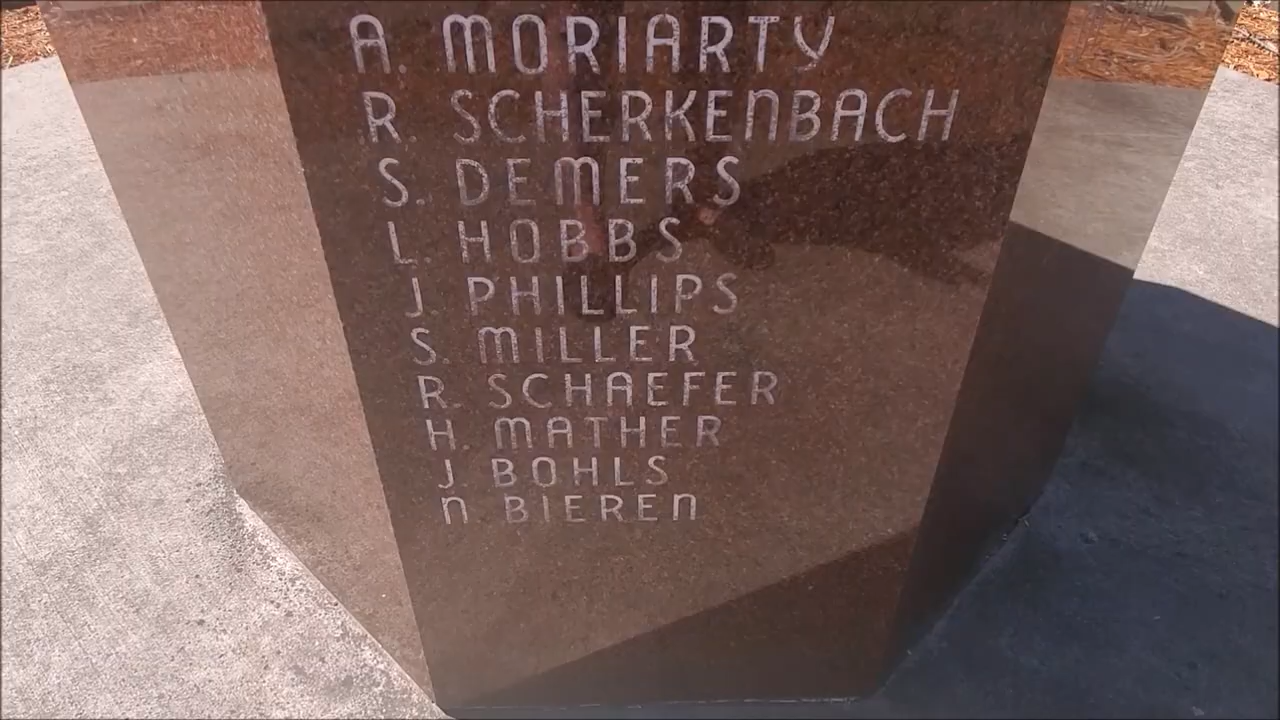 A. MORIARTY
R. SCHERKENBACH
S. DEMERS
L. HOBBS
J. PHILLIPS
S. MILLER
R. SCHAEFER
H. MATHER
J. BOHLS
N BIEREN